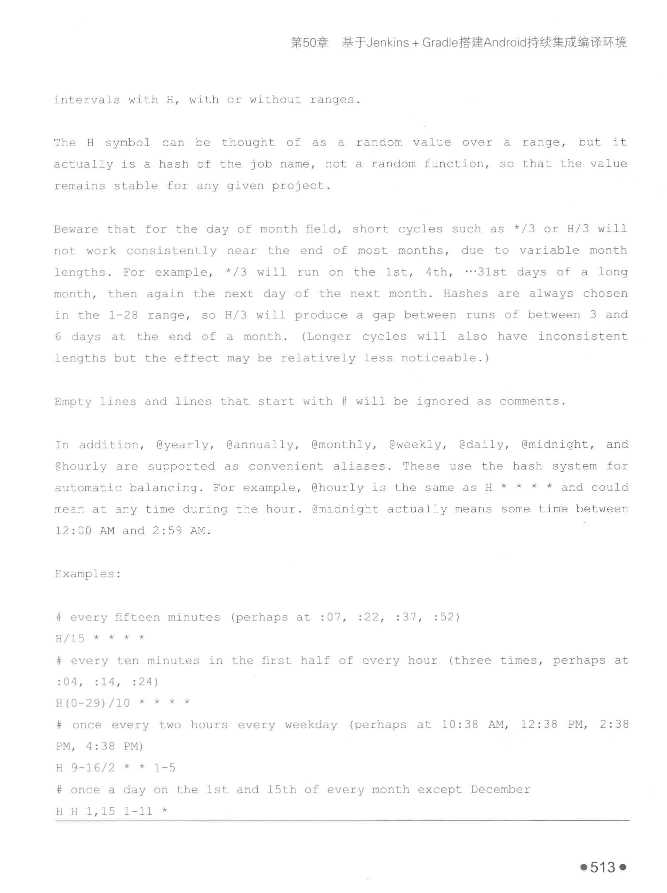 第50章　基于Jenkins + Gradle搭建Android持续集成编译环境
intervals with H, with or without ranges.
The H symbol can be thought of as a random value over a range, but it
actually is a hash of the job name, not a random function, so that the value
remains stable for any given project.
Beware that for the day of month field, short cycles such as */3 or H/3 will
not work consistently near the end of most months, due to variable month
lengths. For example, */3 will run on the 1st, 4th, …31st days of a long
month, then again the next day of the next month. Hashes are always chosen
in the 1-28 range, so H/3 will produce a gap between runs of between 3 and
6 days at the end of a month. (Longer cycles will also have inconsistent
lengths but the effect may be relatively less noticeable.)
Empty lines and lines that start with # will be ignored as comments.
In addition, @yearly, @annually, @monthly, @weekly, @daily, @midnight, and
@hourly are supported as convenient aliases. These use the hash system for
automatic balancing. For example, @hourly is the same as H * * * * and could
mean at any time during the hour. @midnight actually means some time between
12:00 AM and 2:59 AM.
Examples:
# every fifteen minutes (perhaps at :07, :22, :37, :52)
H/15 * * * *
# every ten minutes in the first half of every hour (three times, perhaps at
:04, :14, :24)
H(0-29)/10 * * * *
# once every two hours every weekday (perhaps at 10:38 AM, 12:38 PM, 2:38
PM, 4:38 PM)
H 9-16/2 * * 1-5
# once a day on the 1st and 15th of every month except December
H H 1,15 1-11 *
●513●